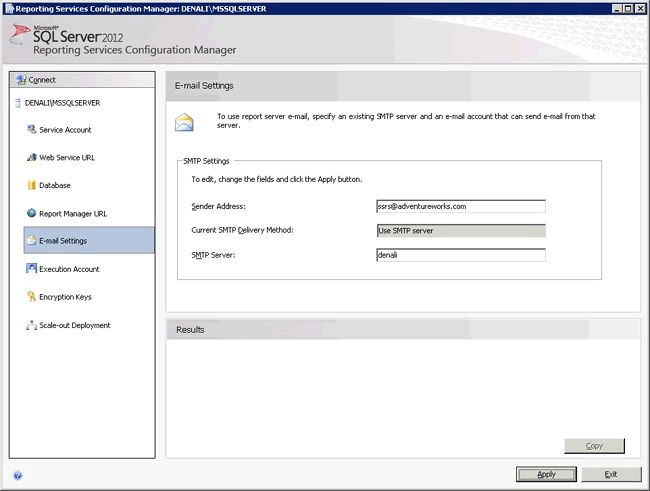 Reporting Services Configuration Manager: DENALI\MSSQLSERVER
Microsoft
SQL Server 2012
Reporting Services Configuration Manager
Connect
DENALI\MSSQLSERVER
Service Account
Web Service URL
Database
Report Manager URL
E-mail Settings
Execution Account
Encryption Keys
Scale-out Deployment
E-mail Settings
To use report server e-mail, specify an existing SMTP server and an e-mail account that can send e-mail from that
server.
SMTP Settings
To edit, change the fields and click the Apply button.
Sender Address:
ssrs@adventureworks.com
Current SMTP Delivery Method:
Use SMTP server
SMTP Server:
denali
Results
Copy
Apply
Exit